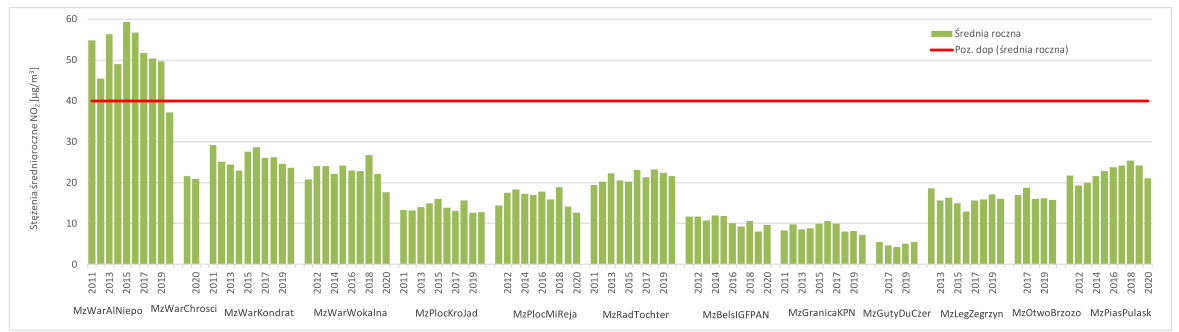 Stężenia średnioroczne NO₂ [µg/m³]
60
50
40
30
20
10
0
Średnia roczna
Poz. dop (średnia roczna)
2011 2013 2015 2017 2019 2020 2011 2013 2015 2017 2019 2012 2014 2016 2018 2020 2011 2013 2015 2017 2019 2012 2014 2016 2018 2020 2011 2013 2015 2017 2019 2012 2014 2016 2018 2020 2011 2013 2015 2017 2019 2017 2019 2013 2015 2017 2019 2017 2019 2012 2014 2016 2018 2020
MzWarAlNiepo MzWarChrosci MzWarKondrat MzWarWokalna MzPlocKroJad MzPlocMiReja MzRadTochter MzBelsIGFPAN MzGranicaKPN MzGutyDuCzer MzLegZegrzyn MzOtwoBrzozo MzPiasPulask